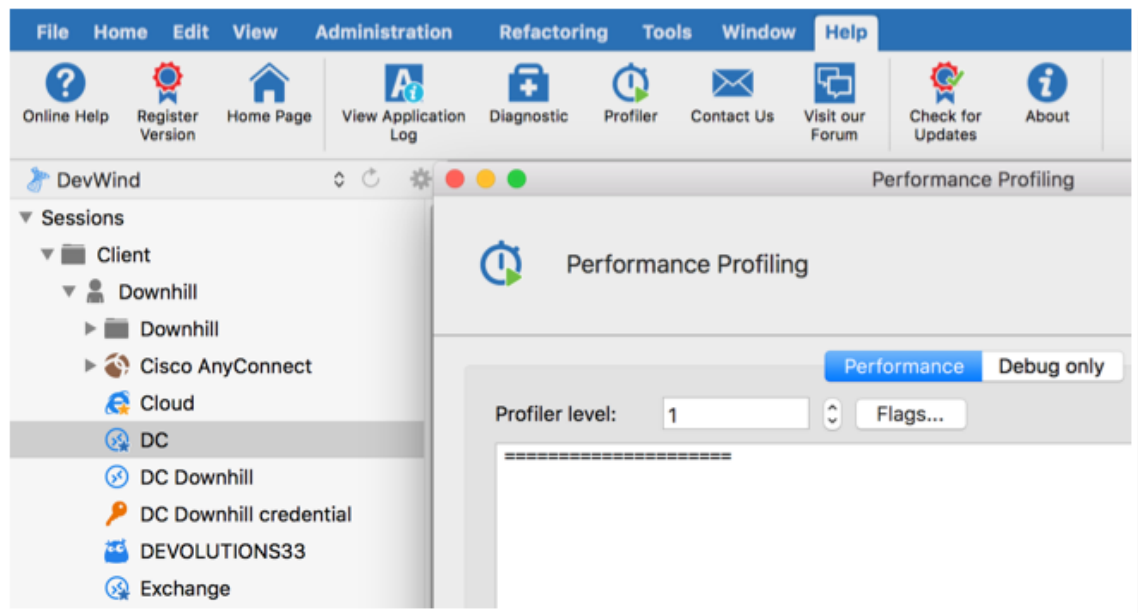 File Home Edit View Administration Refactoring Tools Window Help
Online Help Register Version Home Page View Application Log Diagnostic Profiler Contact Us Visit our Forum Check for Updates About
DevWind
Sessions
Client
Downhill
Downhill
Cisco AnyConnect
Cloud
DC
DC Downhill
DC Downhill credential
DEVOLUTIONS33
Exchange
Performance Profiling
Performance Profiling
Performance Debug only
Profiler level: 1 Flags...
=====================